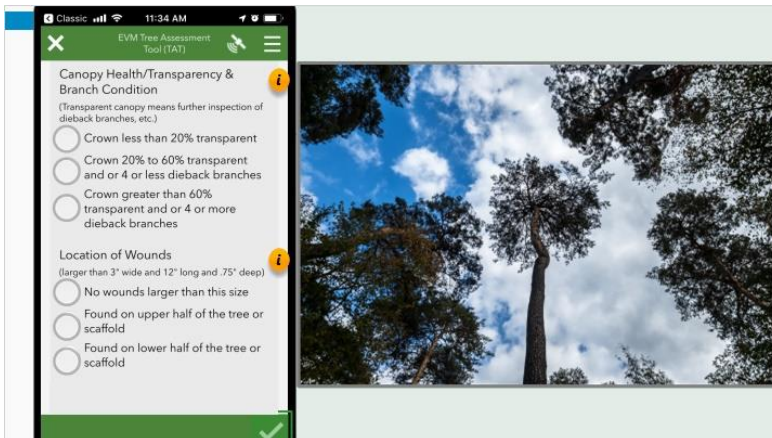 Classic 11:34 AM
EVM Tree Assessment
Tool (TAT)
Canopy Health/Transparency &
Branch Condition
(Transparent canopy means further inspection of
dieback branches, etc.)
Crown less than 20% transparent
Crown 20% to 60% transparent
and or 4 or less dieback branches
Crown greater than 60%
transparent and or 4 or more
dieback branches
Location of Wounds
(larger than 3" wide and 12" long and .75" deep)
No wounds larger than this size
Found on upper half of the tree or
scaffold
Found on lower half of the tree or
scaffold